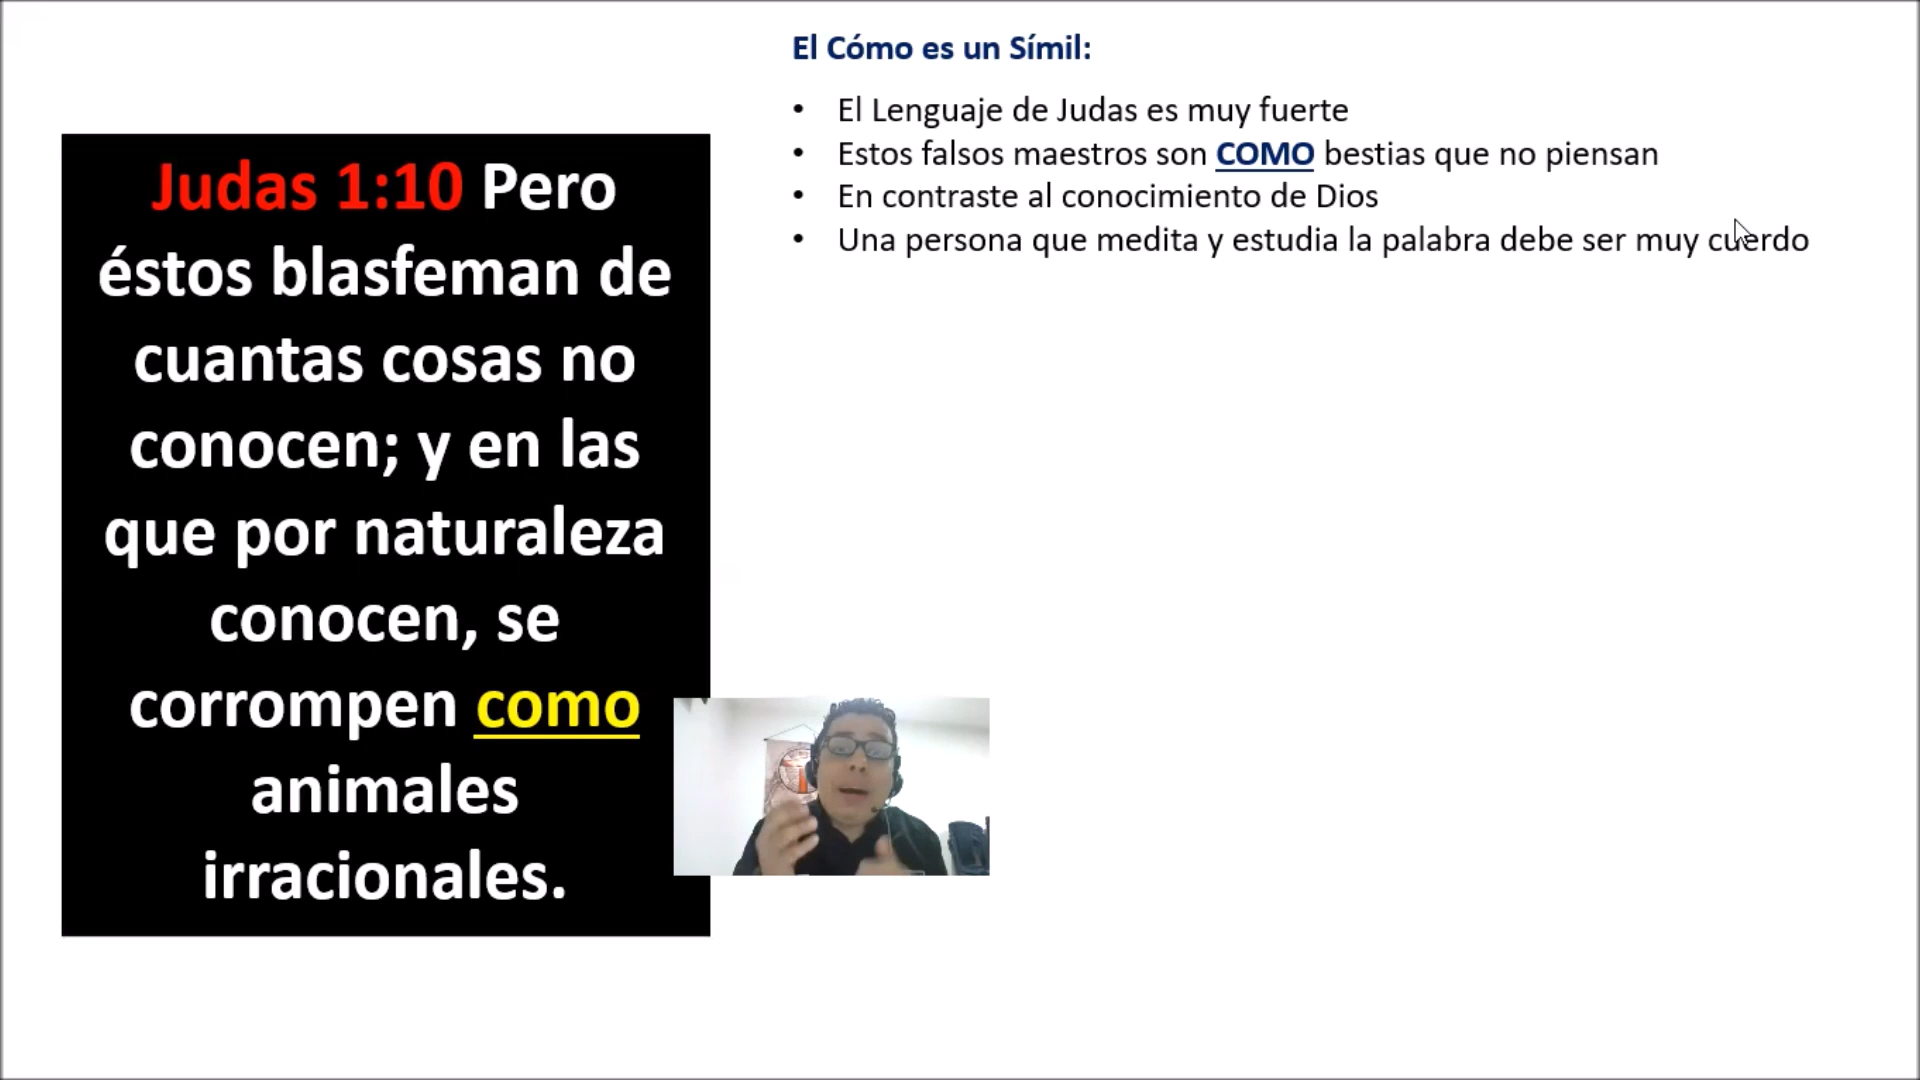 El Cómo es un Símil:
• El Lenguaje de Judas es muy fuerte
• Estos falsos maestros son COMO bestias que no piensan
• En contraste al conocimiento de Dios
• Una persona que medita y estudia la palabra debe ser muy cuerdo
Judas 1:10 Pero
éstos blasfeman de
cuantas cosas no
conocen; y en las
que por naturaleza
conocen, se
corrompen como
animales
irracionales.